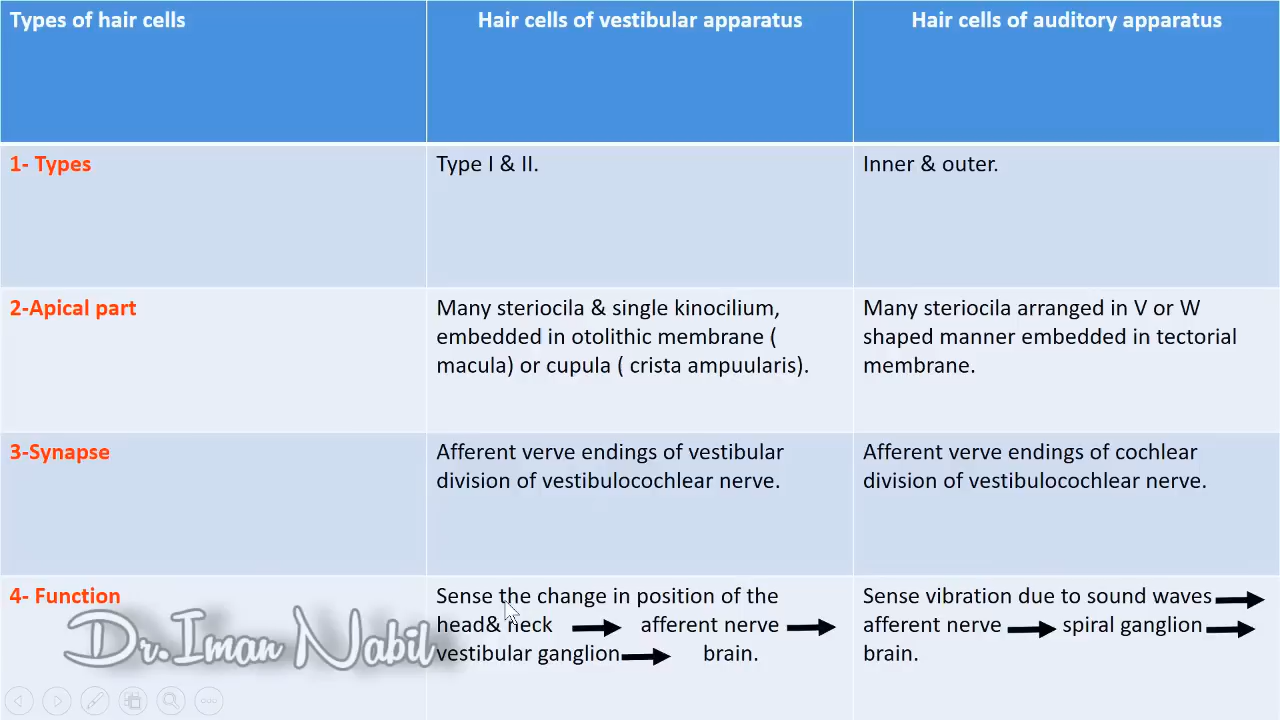 Types of hair cells
Hair cells of vestibular apparatus
Hair cells of auditory apparatus
1- Types
Type I & II.
Inner & outer.
2-Apical part
Many steriocila & single kinocilium,
embedded in otolithic membrane (
macula) or cupula ( crista ampuularis).
Many steriocila arranged in V or W
shaped manner embedded in tectorial
membrane.
3-Synapse
Afferent verve endings of vestibular
division of vestibulocochlear nerve.
Afferent verve endings of cochlear
division of vestibulocochlear nerve.
4- Function
Sense the change in position of the
head& neck afferent nerve
vestibular ganglion brain.
Sense vibration due to sound waves
afferent nerve spiral ganglion
brain.
Dr.Iman Nabil